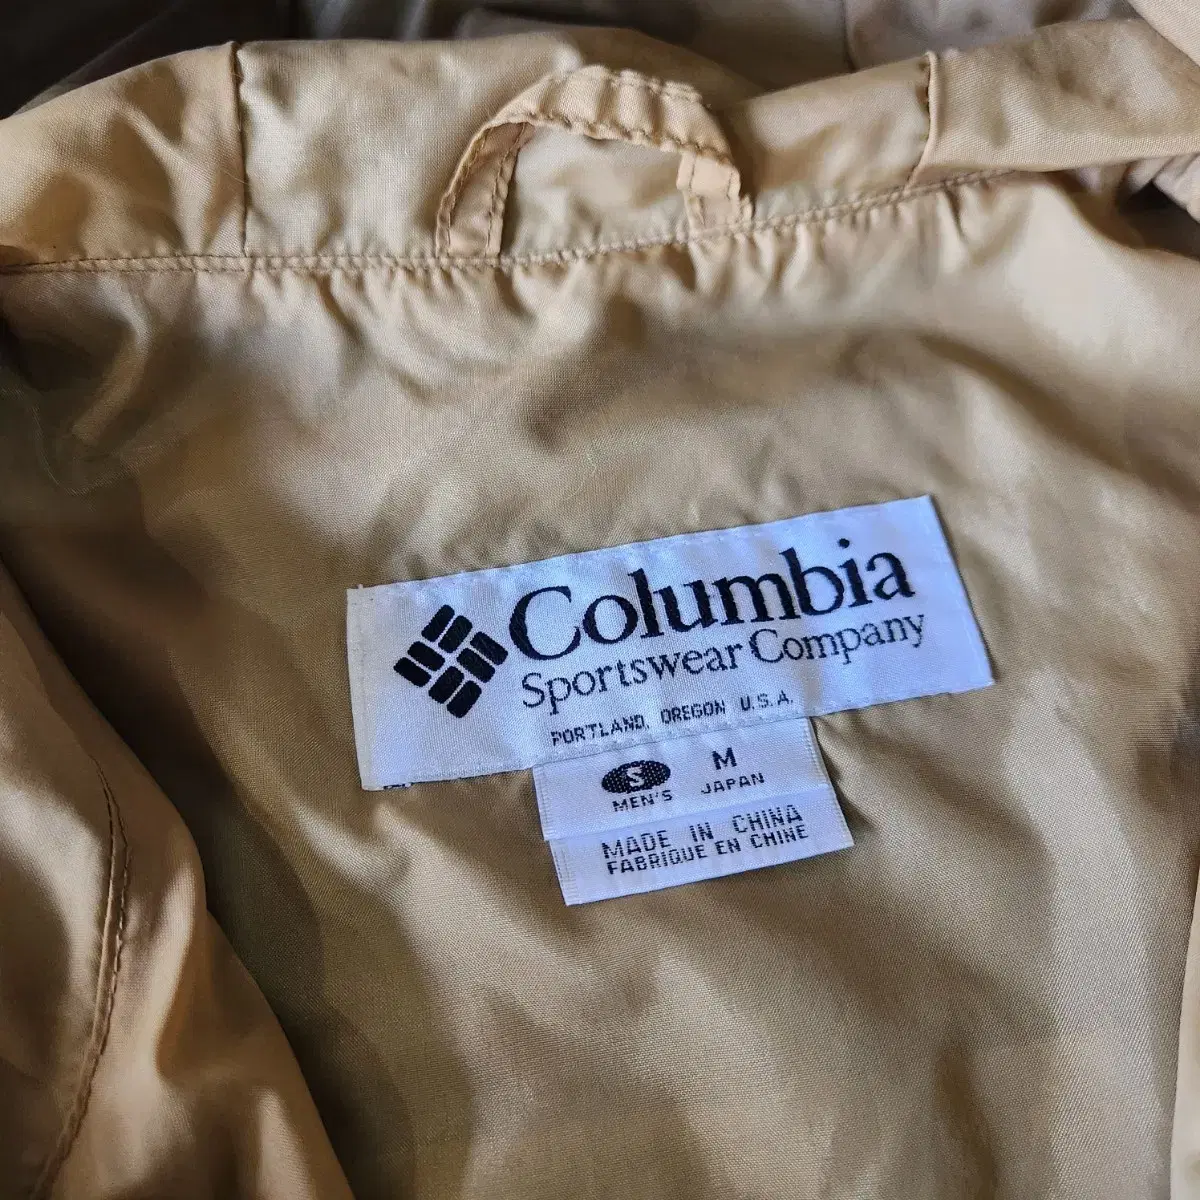 Columbia
Sportswear Company
PORTLAND, OREGON U.S.A.
S M
MEN'S JAPAN
MADE IN CHINA
FABRIQUE EN CHINE